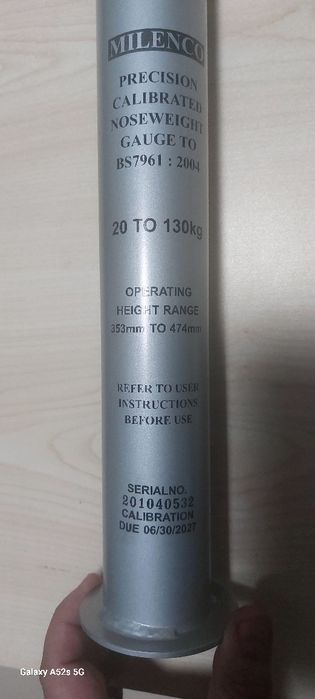 MILENCO
PRECISION
CALIBRATED
NOSEWEIGHT
GAUGE TO
BS7961 : 2004
20 TO 130kg
OPERATING
HEIGHT RANGE
353mm TO 474mm
REFER TO USER
INSTRUCTIONS
BEFORE USE
SERIALNO.
201040532
CALIBRATION
DUE 06/30/2027
Galaxy A52s 5G